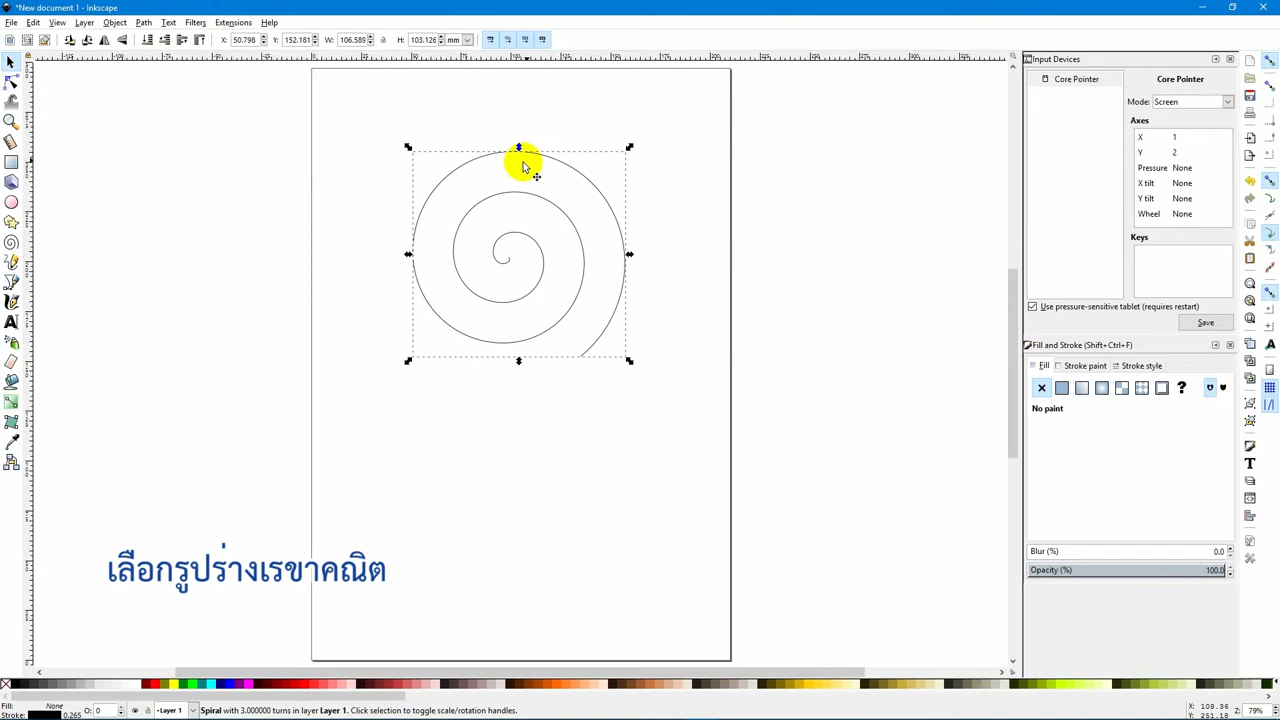 *New document 1 - Inkscape
File Edit View Layer Object Path Text Filters Extensions Help
X: 50.798 Y: 152.181 W: 106.589 H: 103.126 mm
Input Devices
Core Pointer
Core Pointer
Mode: Screen
Axes
X 1
Y 2
Pressure None
X tilt None
Y tilt None
Wheel None
Keys
Use pressure-sensitive tablet (requires restart)
Save
Fill and Stroke (Shift+Ctrl+F)
Fill Stroke paint Stroke style
No paint
Blur (%) 0.0
Opacity (%) 100.0
เลือกรูปร่างเรขาคณิต
Fill: None
Stroke: 0.265
O: 0
Layer 1
Spiral with 3.000000 turns in layer Layer 1. Click selection to toggle scale/rotation handles.
X: 108.36
Y: 251.18
Z: 79%